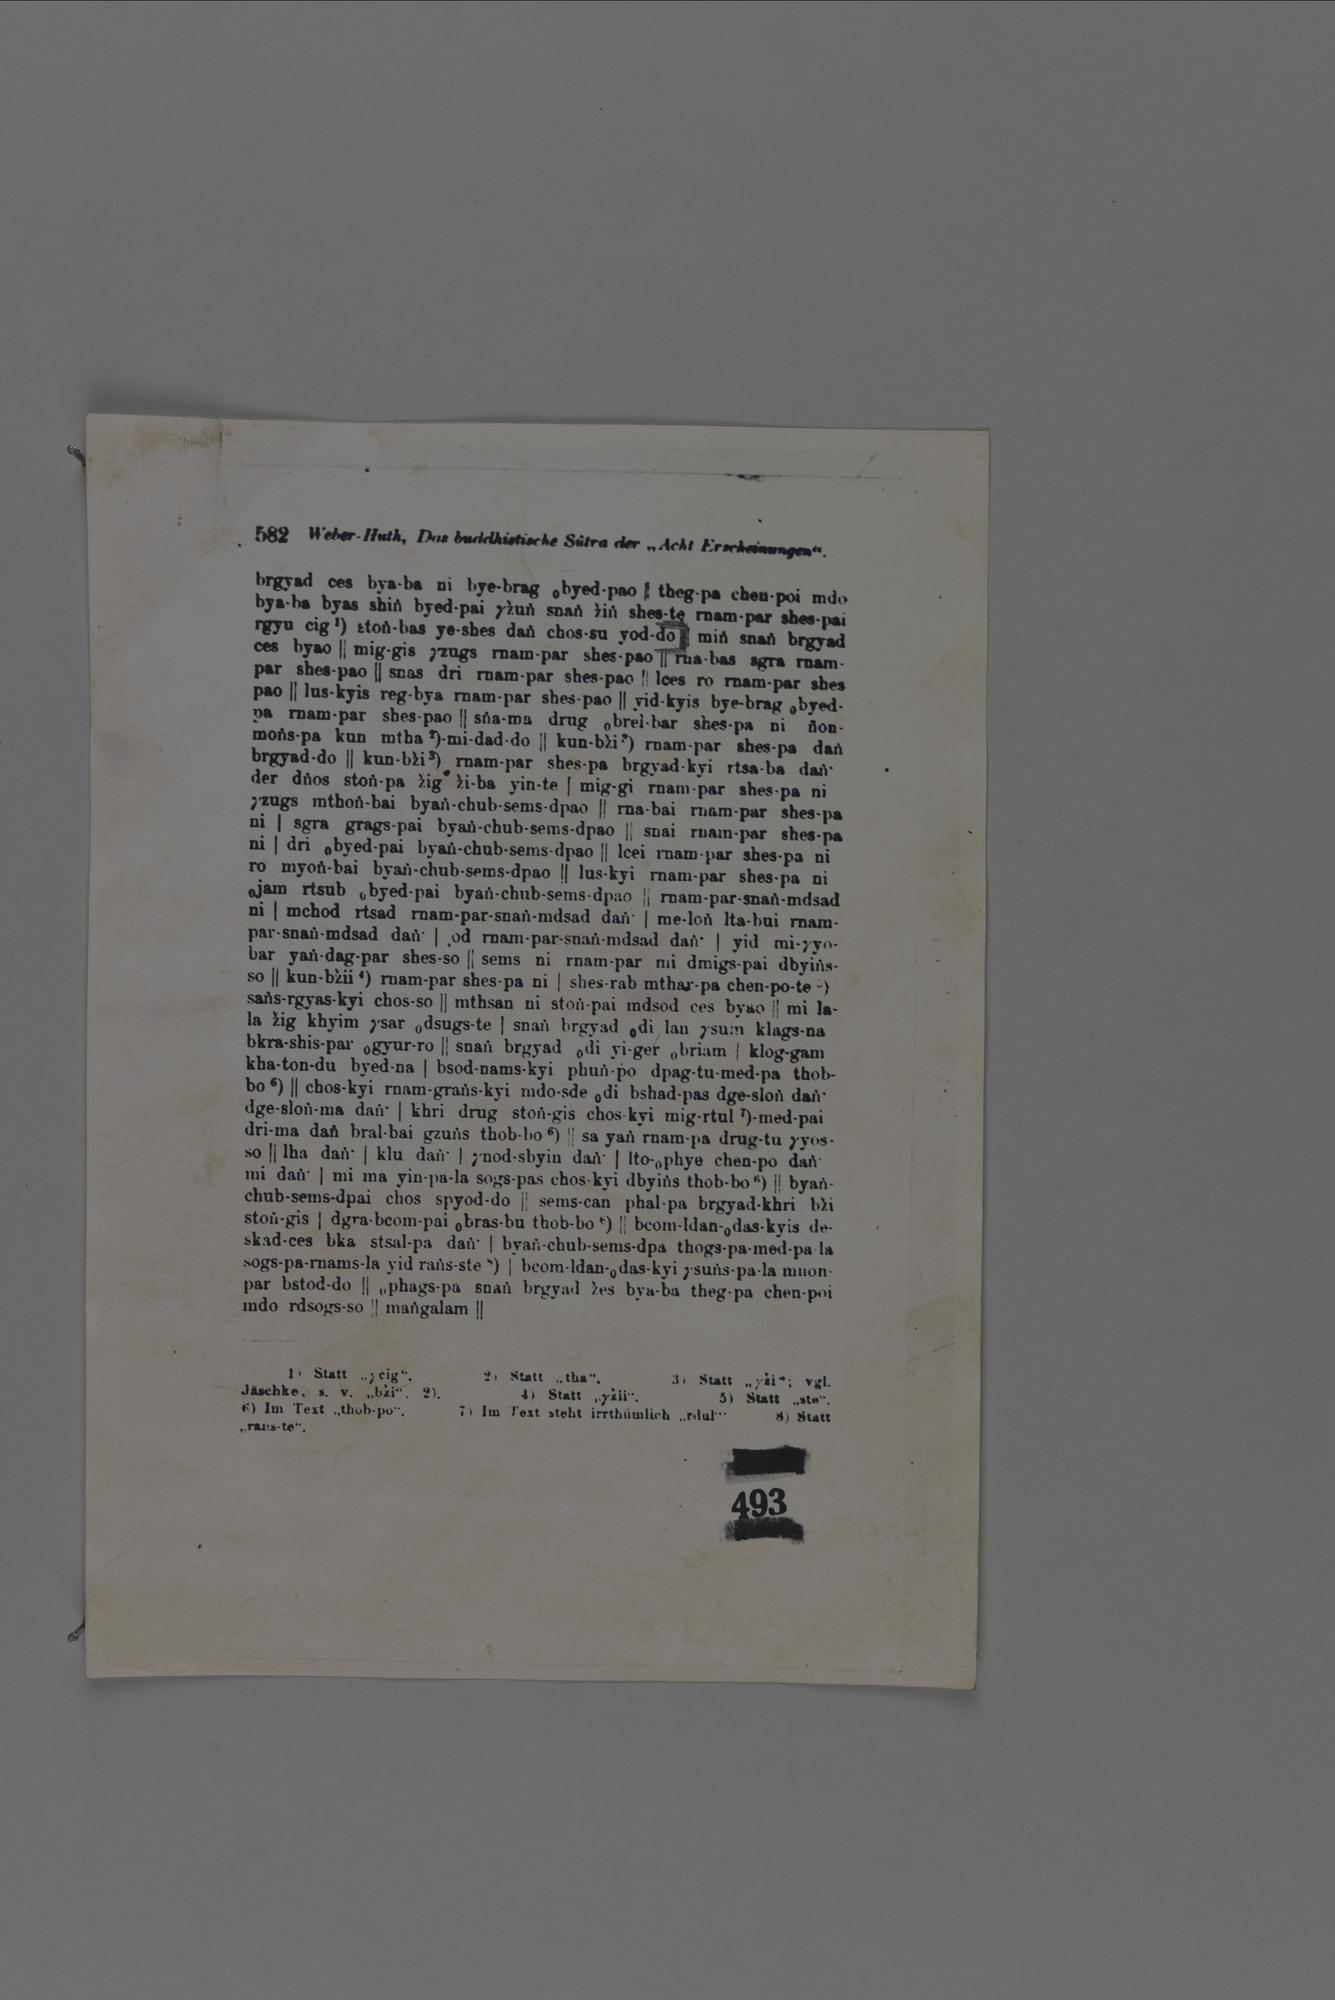 582 Weber-Huth, Das buddhistische Sûtra der „Acht Erscheinungen“.
brgyad ces bya-ba ni bye-brag ₀byed-pao | theg-pa chen-poi mdo
bya-ba byas shiṅ byed-pai γžuṅ snaṅ žiṅ shes-te rnam-par shes-pai
rgyu cig ¹) stoṅ-bas ye-shes daṅ chos-su yod-do || miṅ snaṅ brgyad
ces byao || mig-gis γzugs rnam-par shes-pao || rna-bas sgra rnam-
par shes-pao || snas dri rnam-par shes-pao || lces ro rnam-par shes
pao || lus-kyis reg-bya rnam-par shes-pao || yid-kyis bye-brag ₀byed-
pa rnam-par shes-pao || sṅa-ma drug ₀brel-bar shes-pa ni ñon-
moṅs-pa kun mtha ²)-mi-dad-do || kun-bži ³) rnam-par shes-pa daṅ
brgyad-do || kun-bži ³) rnam-par shes-pa brgyad-kyi rtsa-ba daṅ·
der dṅos stoṅ-pa žig ži-ba yin-te | mig-gi rnam-par shes-pa ni
γzugs mthoṅ-bai byaṅ-chub-sems-dpao || rna-bai rnam-par shes-pa
ni | sgra grags-pai byaṅ-chub-sems-dpao || snai rnam-par shes-pa
ni | dri ₀byed-pai byaṅ-chub-sems-dpao || lcei rnam-par shes-pa ni
ro myoṅ-bai byaṅ-chub-sems-dpao || lus-kyi rnam-par shes-pa ni
₀jam rtsub ₀byed-pai byaṅ-chub-sems-dpao || rnam-par-snaṅ-mdsad
ni | mchod rtsad rnam-par-snaṅ-mdsad daṅ· | me-loṅ lta-bui rnam-
par-snaṅ-mdsad daṅ· | ₀od rnam-par-snaṅ-mdsad daṅ· | yid mi-γyo-
bar yaṅ-dag-par shes-so || sems ni rnam-par mi dmigs-pai dbyiṅs-
so || kun-bžii ⁴) rnam-par shes-pa ni | shes-rab mthar-pa chen-po-te ⁵)
saṅs-rgyas-kyi chos-so || mthsan ni stoṅ-pai mdsod ces byao || mi la-
la žig khyim γsar ₀dsugs-te | snaṅ brgyad ₀di lan γsum klags-na
bkra-shis-par ₀gyur-ro || snaṅ brgyad ₀di yi-ger ₀briam | klog-gam
kha-ton-du byed-na | bsod-nams-kyi phuṅ-po dpag-tu-med-pa thob-
bo ⁶) || chos-kyi rnam-graṅs-kyi mdo-sde ₀di bshad-pas dge-sloṅ daṅ·
dge-sloṅ-ma daṅ· | khri drug stoṅ-gis chos-kyi mig-rtul ⁷)-med-pai
dri-ma daṅ bral-bai gzuṅs thob-bo ⁶) || sa yaṅ rnam-pa drug-tu γyos-
so || lha daṅ· | klu daṅ· | γnod-sbyin daṅ· | lto-₀phye chen-po daṅ·
mi daṅ· | mi ma yin-pa-la sogs-pas chos-kyi dbyiṅs thob-bo ⁶) || byaṅ-
chub-sems-dpai chos spyod-do || sems-can phal-pa brgyad-khri bži
stoṅ-gis | dgra-bcom-pai ₀bras-bu thob-bo ⁶) || bcom-ldan-₀das-kyis de-
skad-ces bka stsal-pa daṅ· | byaṅ-chub-sems-dpa thogs-pa-med-pa-la
sogs-pa-rnams-la yid raṅs-ste ⁸) | bcom-ldan-₀das-kyi γsuṅs-pa-la mṅon-
par bstod-do || ₀phags-pa snaṅ brgyad žes bya-ba theg-pa chen-poi
mdo rdsogs-so || maṅgalam ||
1) Statt „γcig“. 2) Statt „tha“. 3) Statt „γži“; vgl.
Jäschke, s. v. „bži“. 2). 4) Statt „γžii“. 5) Statt „ste“.
6) Im Text „thob-po“. 7) Im Text steht irrthümlich „rdul“ 8) Statt
„raṅs-te“.
493